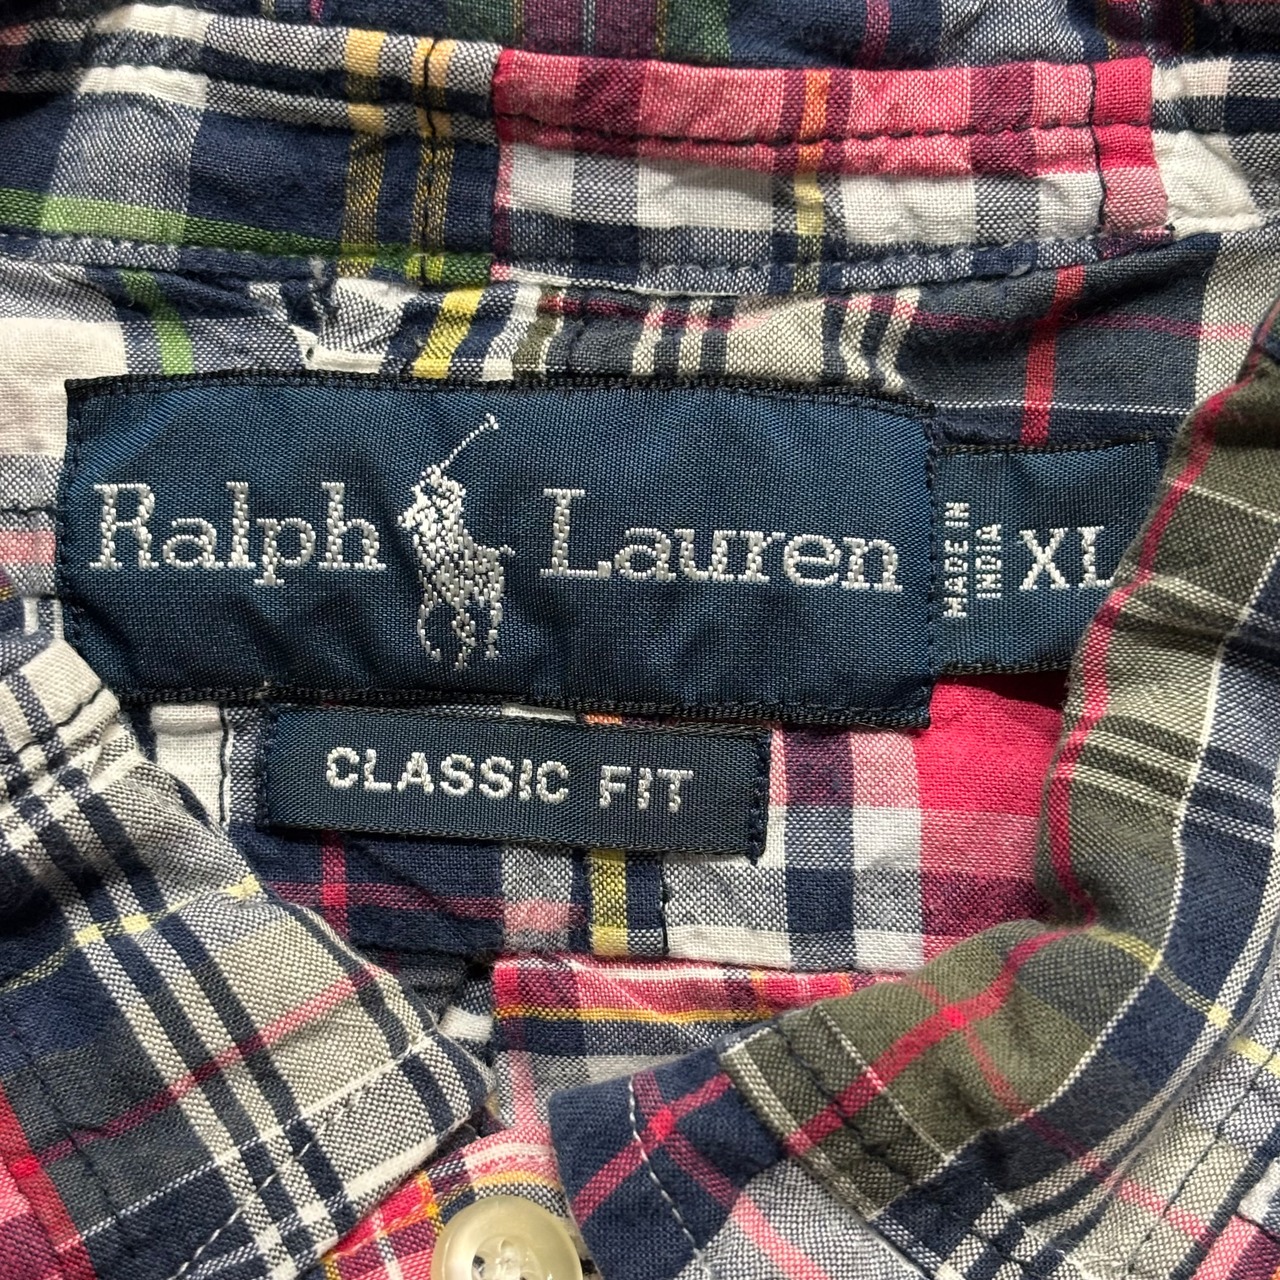 Ralph Lauren
MADE IN
INDIA
XL
CLASSIC FIT